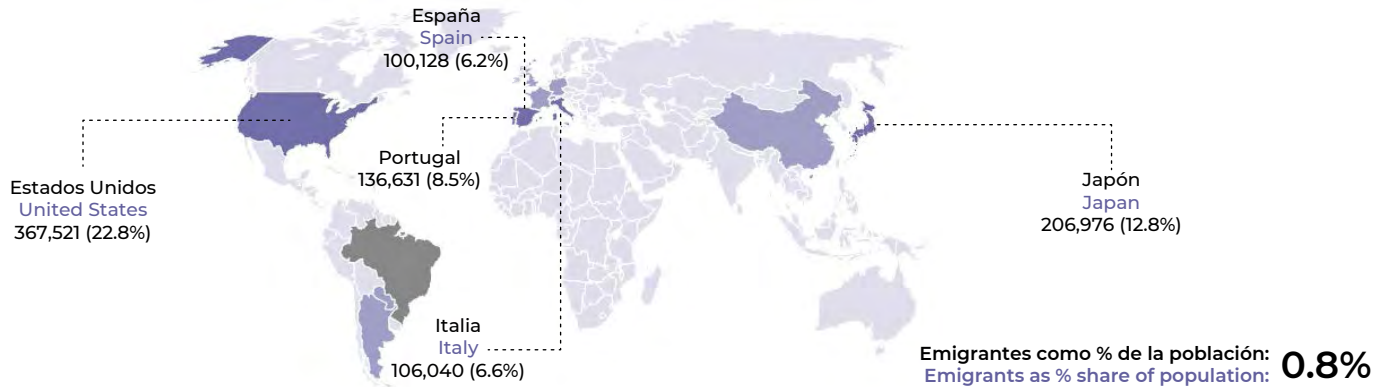 España
Spain
100,128 (6.2%)
Portugal
136,631 (8.5%)
Estados Unidos
United States
367,521 (22.8%)
Japón
Japan
206,976 (12.8%)
Italia
Italy
106,040 (6.6%)
Emigrantes como % de la población: 0.8%
Emigrants as % share of population: